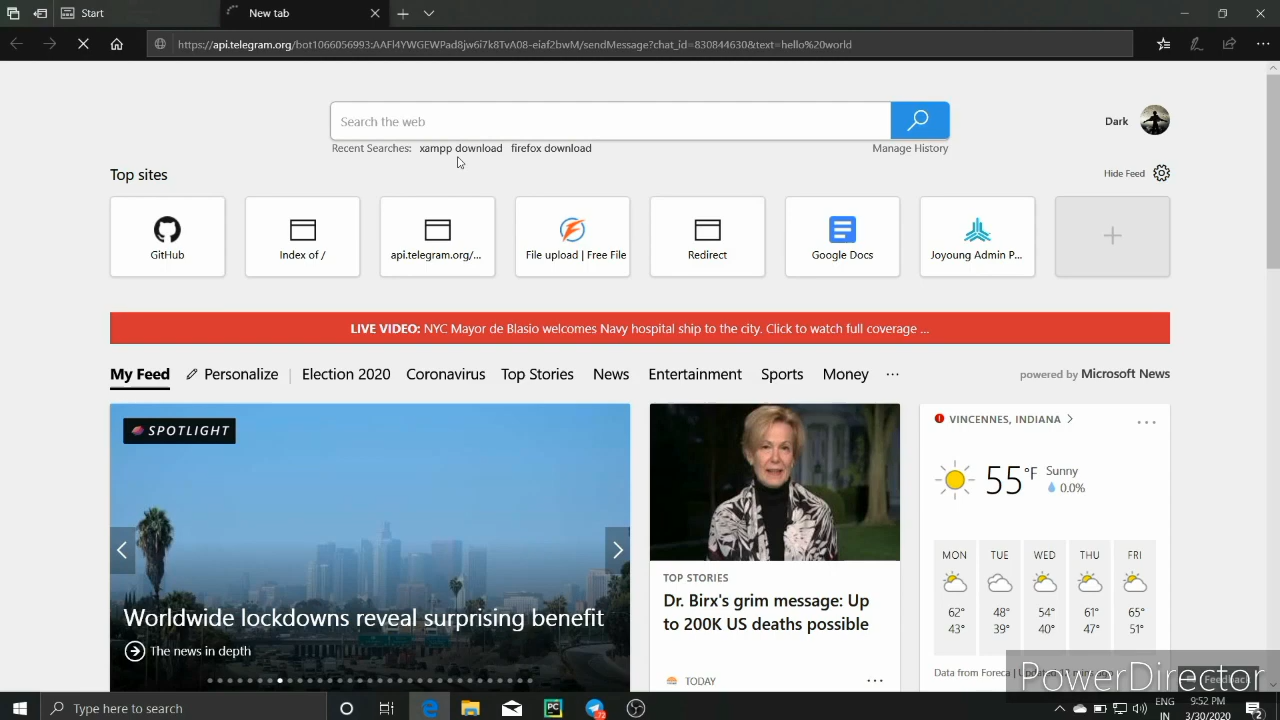 Start
New tab
https://api.telegram.org/bot1066056993:AAFl4YWGEWPad8jw6i7k8TvA08-eiaf2bwM/sendMessage?chat_id=830844630&text=hello%20world
Search the web
Dark
Recent Searches: xampp download firefox download
Manage History
Top sites
Hide Feed
GitHub
Index of /
api.telegram.org/...
File upload | Free File
Redirect
Google Docs
Joyoung Admin P...
LIVE VIDEO: NYC Mayor de Blasio welcomes Navy hospital ship to the city. Click to watch full coverage ...
My Feed Personalize Election 2020 Coronavirus Top Stories News Entertainment Sports Money ...
powered by Microsoft News
SPOTLIGHT
Worldwide lockdowns reveal surprising benefit
The news in depth
TOP STORIES
Dr. Birx's grim message: Up
to 200K US deaths possible
TODAY
VINCENNES, INDIANA
55°F
Sunny
0.0%
MON TUE WED THU FRI
62° 48° 54° 61° 65°
43° 39° 40° 47° 51°
Data from Foreca | Updated
Feedback
PowerDirector
Type here to search
ENG
IN
9:52 PM
3/30/2020